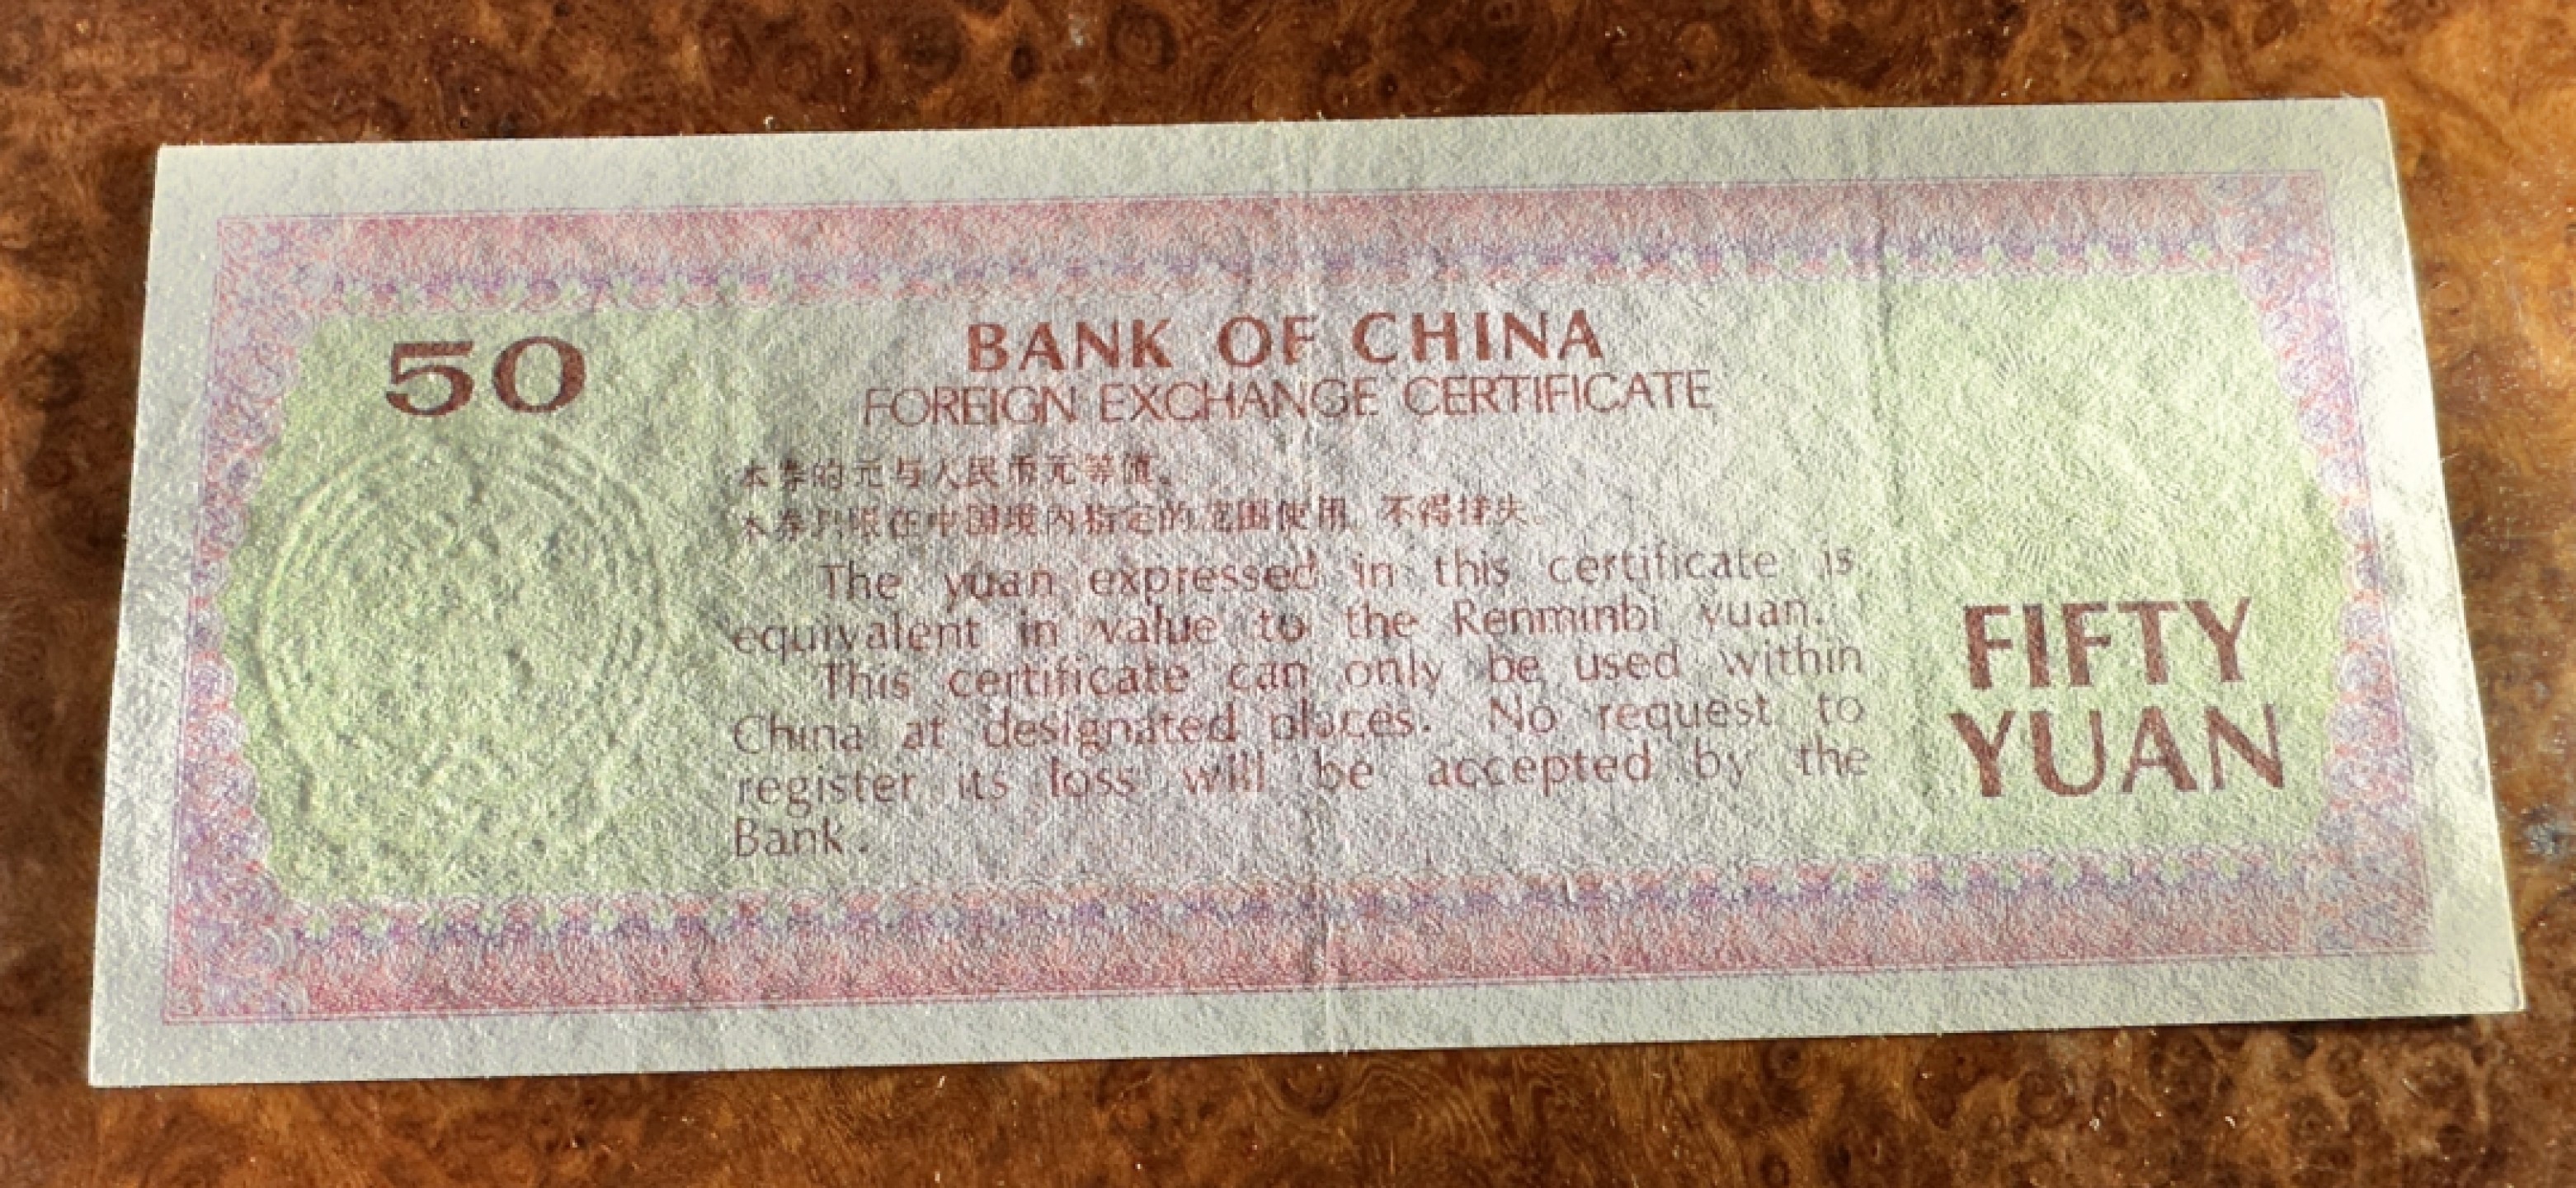 50
BANK OF CHINA
FOREIGN EXCHANGE CERTIFICATE
本券的元与人民币元等值。
本券只限在中国境内指定的范围使用，不得挂失。
The yuan expressed in this certificate is
equivalent in value to the Renminbi yuan.
This certificate can only be used within
China at designated places. No request to
register its loss will be accepted by the
Bank.
FIFTY
YUAN